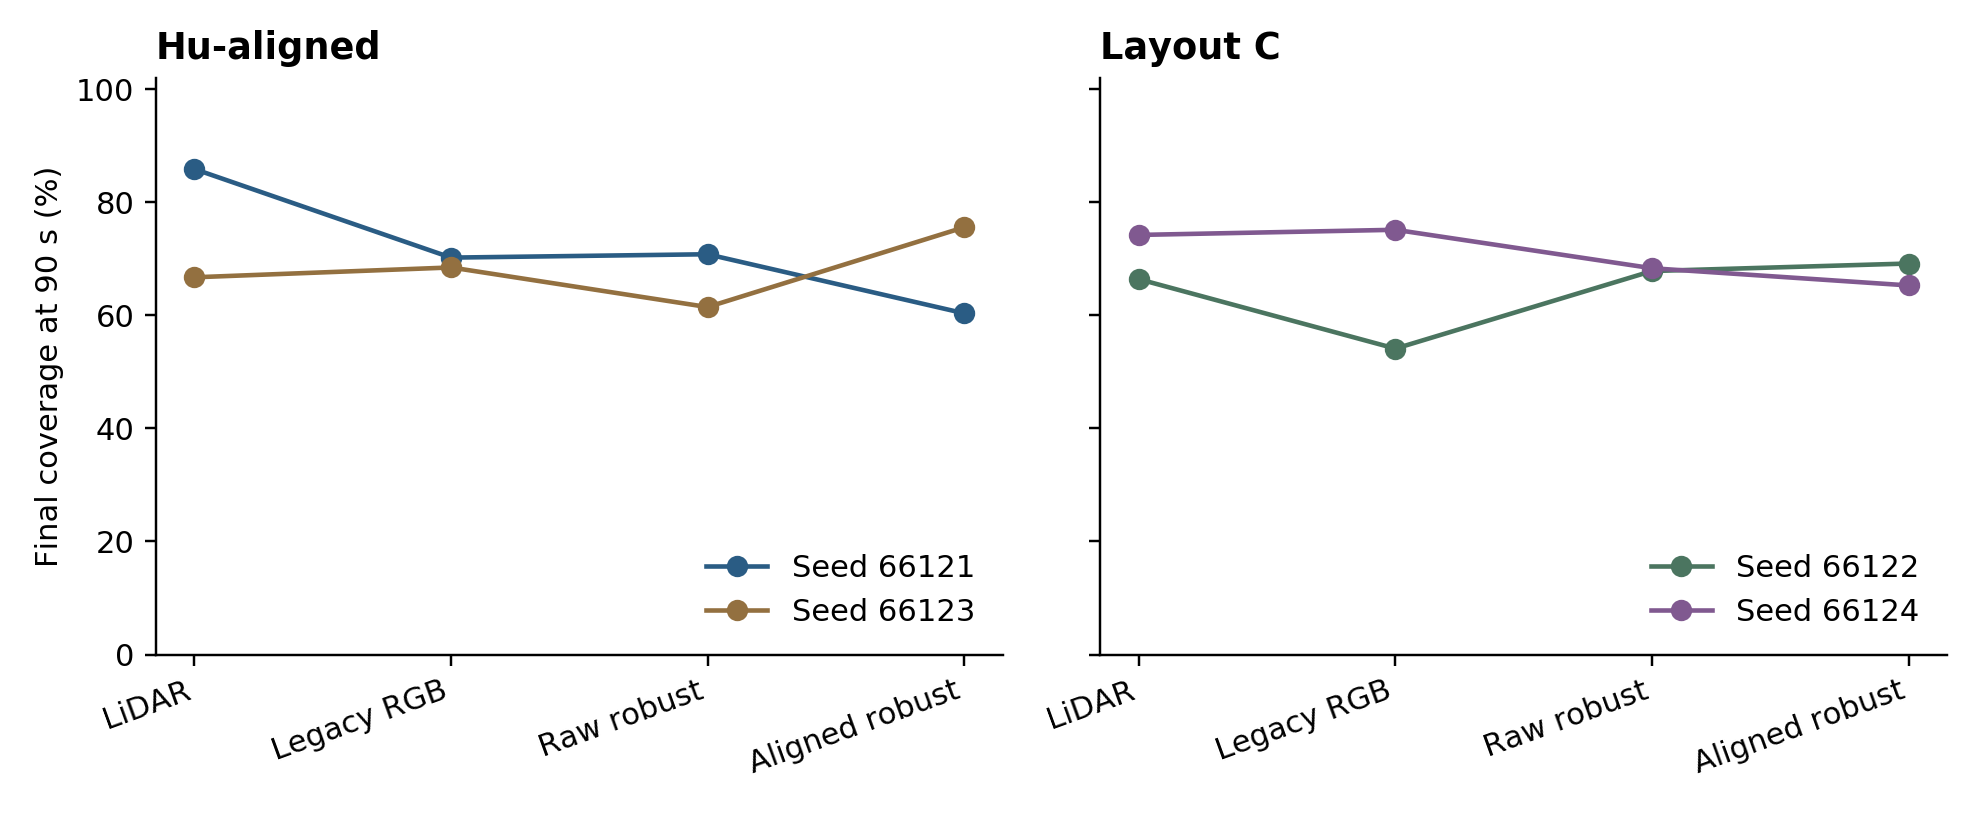 Hu-aligned
Final coverage at 90 s (%)
100
80
60
40
20
0
Seed 66121
Seed 66123
LiDAR
Legacy RGB
Raw robust
Aligned robust
Layout C
Seed 66122
Seed 66124
LiDAR
Legacy RGB
Raw robust
Aligned robust